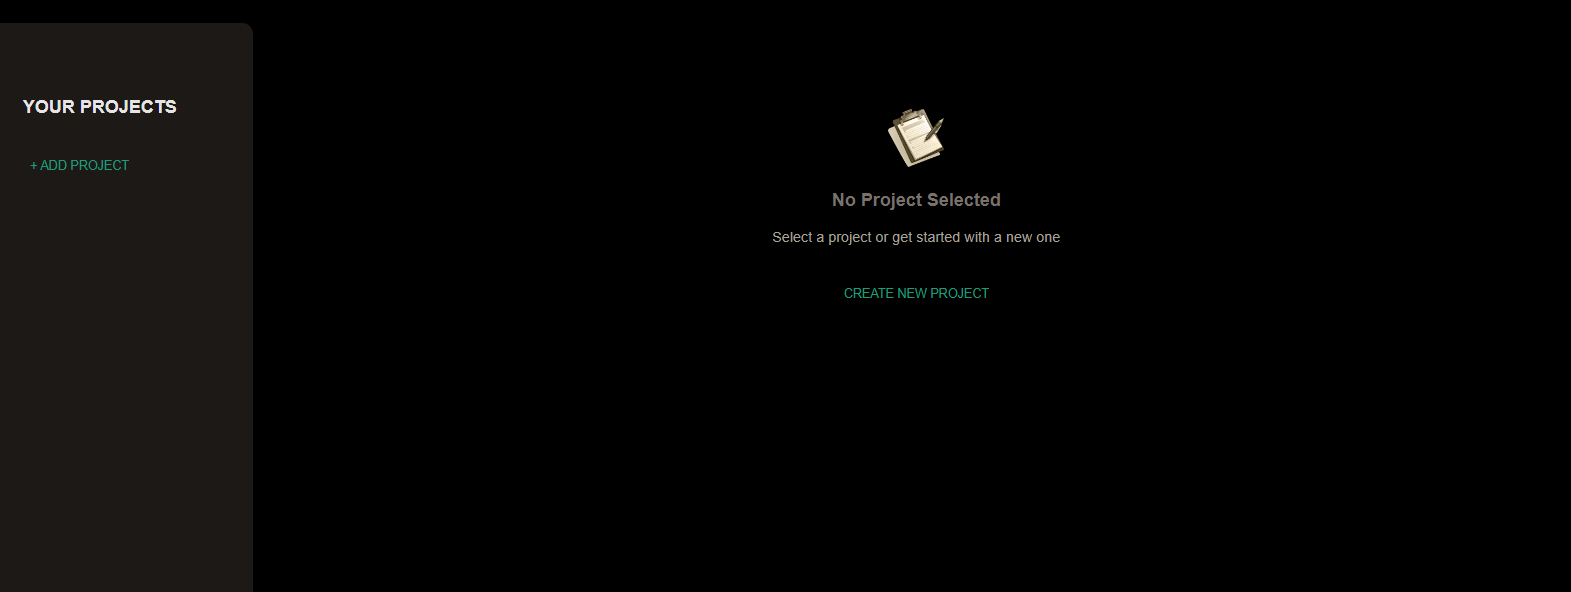 YOUR PROJECTS
+ ADD PROJECT
No Project Selected
Select a project or get started with a new one
CREATE NEW PROJECT